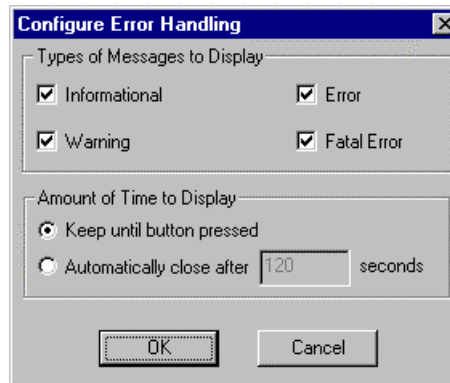 Configure Error Handling
Types of Messages to Display
Informational
Error
Warning
Fatal Error
Amount of Time to Display
Keep until button pressed
Automatically close after 120 seconds
OK
Cancel